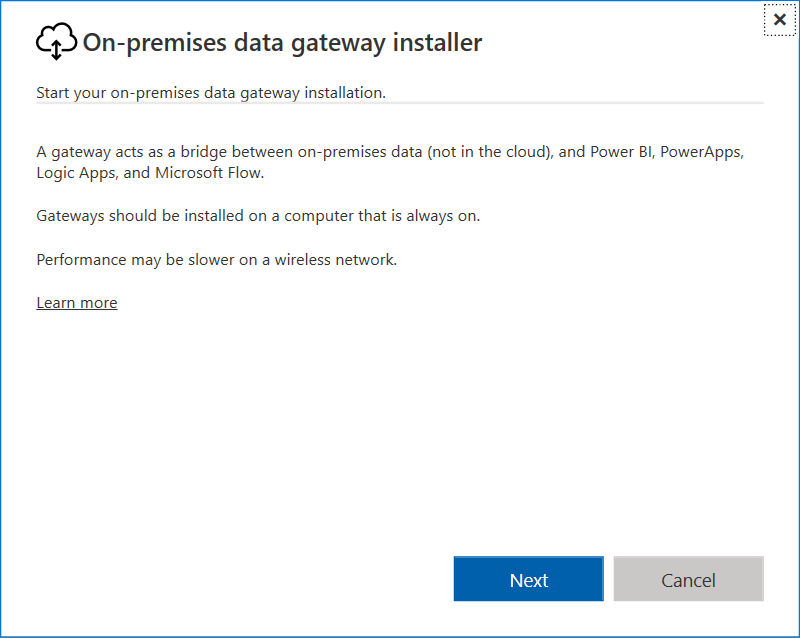 On-premises data gateway installer
Start your on-premises data gateway installation.
A gateway acts as a bridge between on-premises data (not in the cloud), and Power BI, PowerApps,
Logic Apps, and Microsoft Flow.
Gateways should be installed on a computer that is always on.
Performance may be slower on a wireless network.
Learn more
Next
Cancel